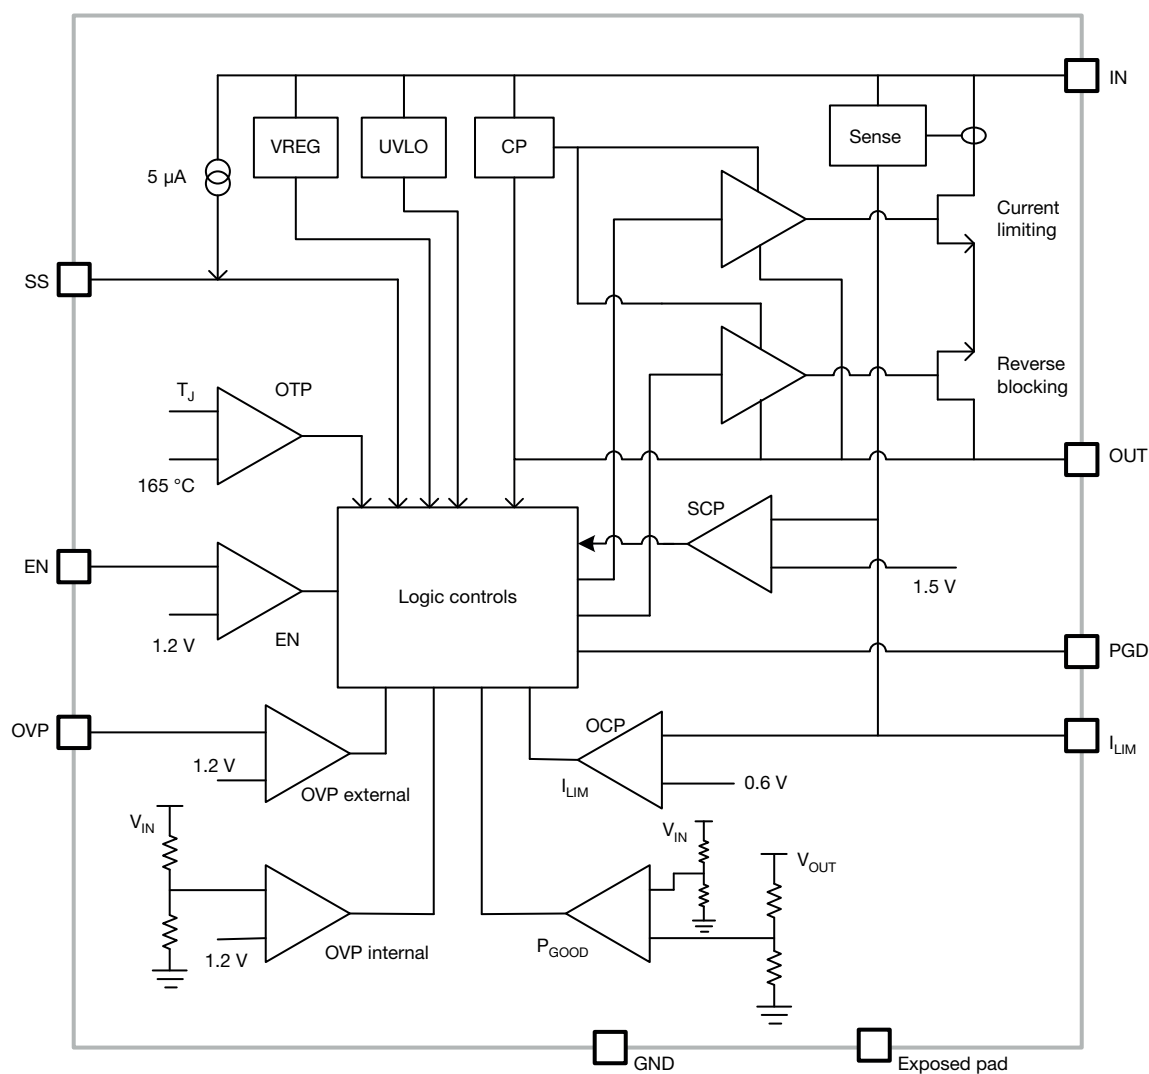 IN
VREG
UVLO
CP
Sense
5 µA
Current
limiting
SS
Reverse
blocking
T_J
OTP
165 °C
OUT
SCP
EN
1.5 V
Logic controls
1.2 V
EN
PGD
OVP
OCP
I_LIM
1.2 V
I_LIM
0.6 V
OVP external
V_IN
V_IN
V_OUT
1.2 V
OVP internal
P_GOOD
GND
Exposed pad